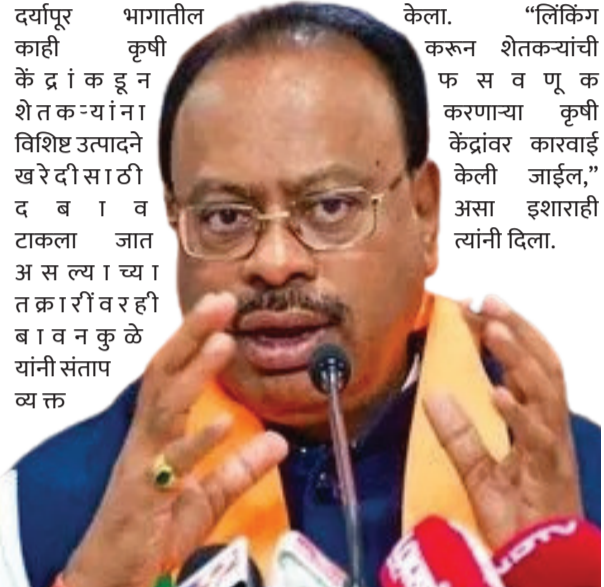 दर्यापूर भागातील
काही कृषी
केंद्रांकडून
शेतकऱ्यांना
विशिष्ट उत्पादने
खरेदीसाठी
दबाव
टाकला जात
असल्याच्या
तक्रारींवरही
बावनकुळे
यांनी संताप
व्यक्त
केला. “लिंकिंग
करून शेतकऱ्यांची
फसवणूक
करणाऱ्या कृषी
केंद्रांवर कारवाई
केली जाईल,”
असा इशाराही
त्यांनी दिला.
NDTV